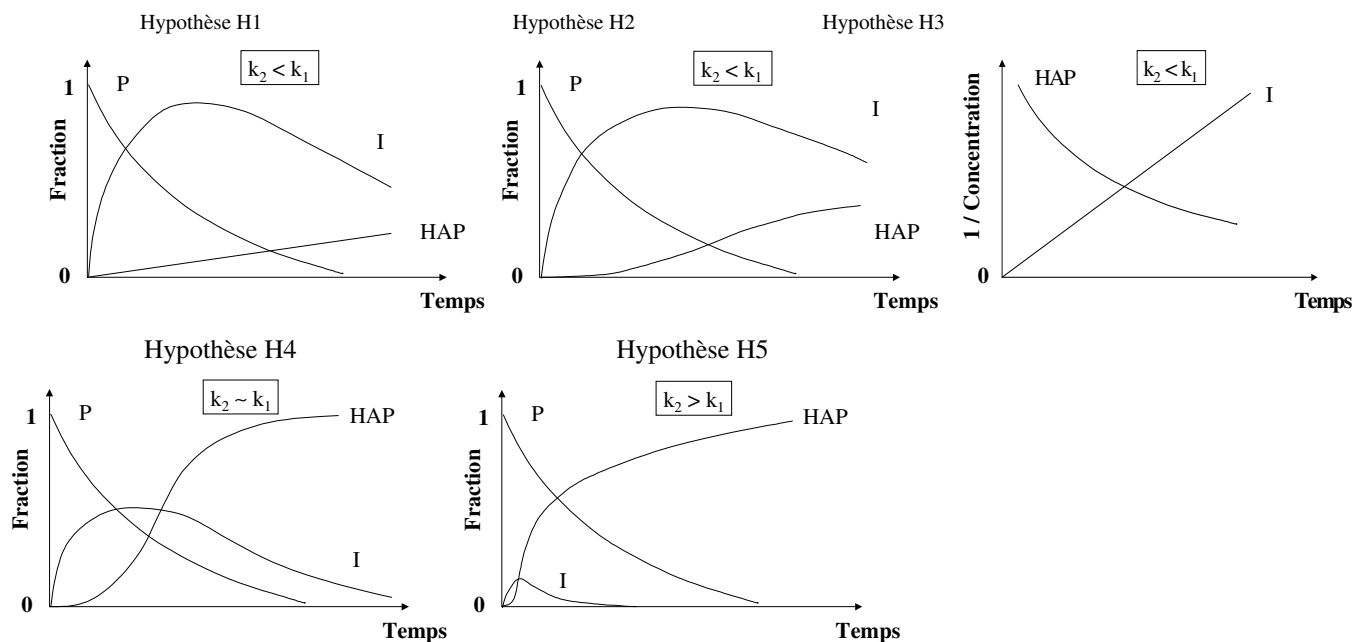 Hypothèse H1
Hypothèse H2
Hypothèse H3
k2 < k1
P
1
I
HAP
Fraction
0
Temps
k2 < k1
P
1
I
HAP
Fraction
0
Temps
k2 < k1
HAP
I
1 / Concentration
0
Temps
Hypothèse H4
Hypothèse H5
k2 ~ k1
P
1
HAP
I
Fraction
0
Temps
k2 > k1
P
1
HAP
I
Fraction
0
Temps